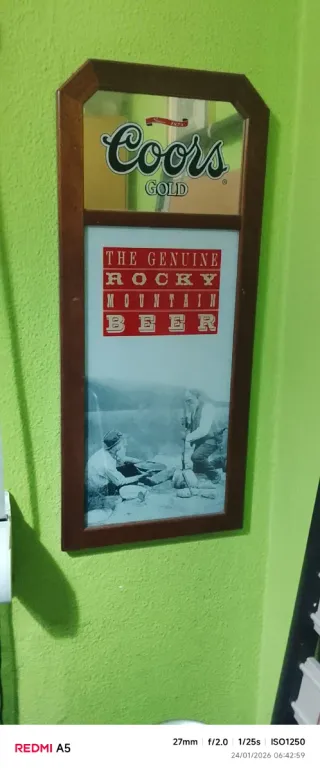 Coors
GOLD
THE GENUINE
ROCKY
MOUNTAIN
BEER
REDMI A5
27mm | f/2.0 | 1/25s | ISO1250
24/01/2026 06:42:59